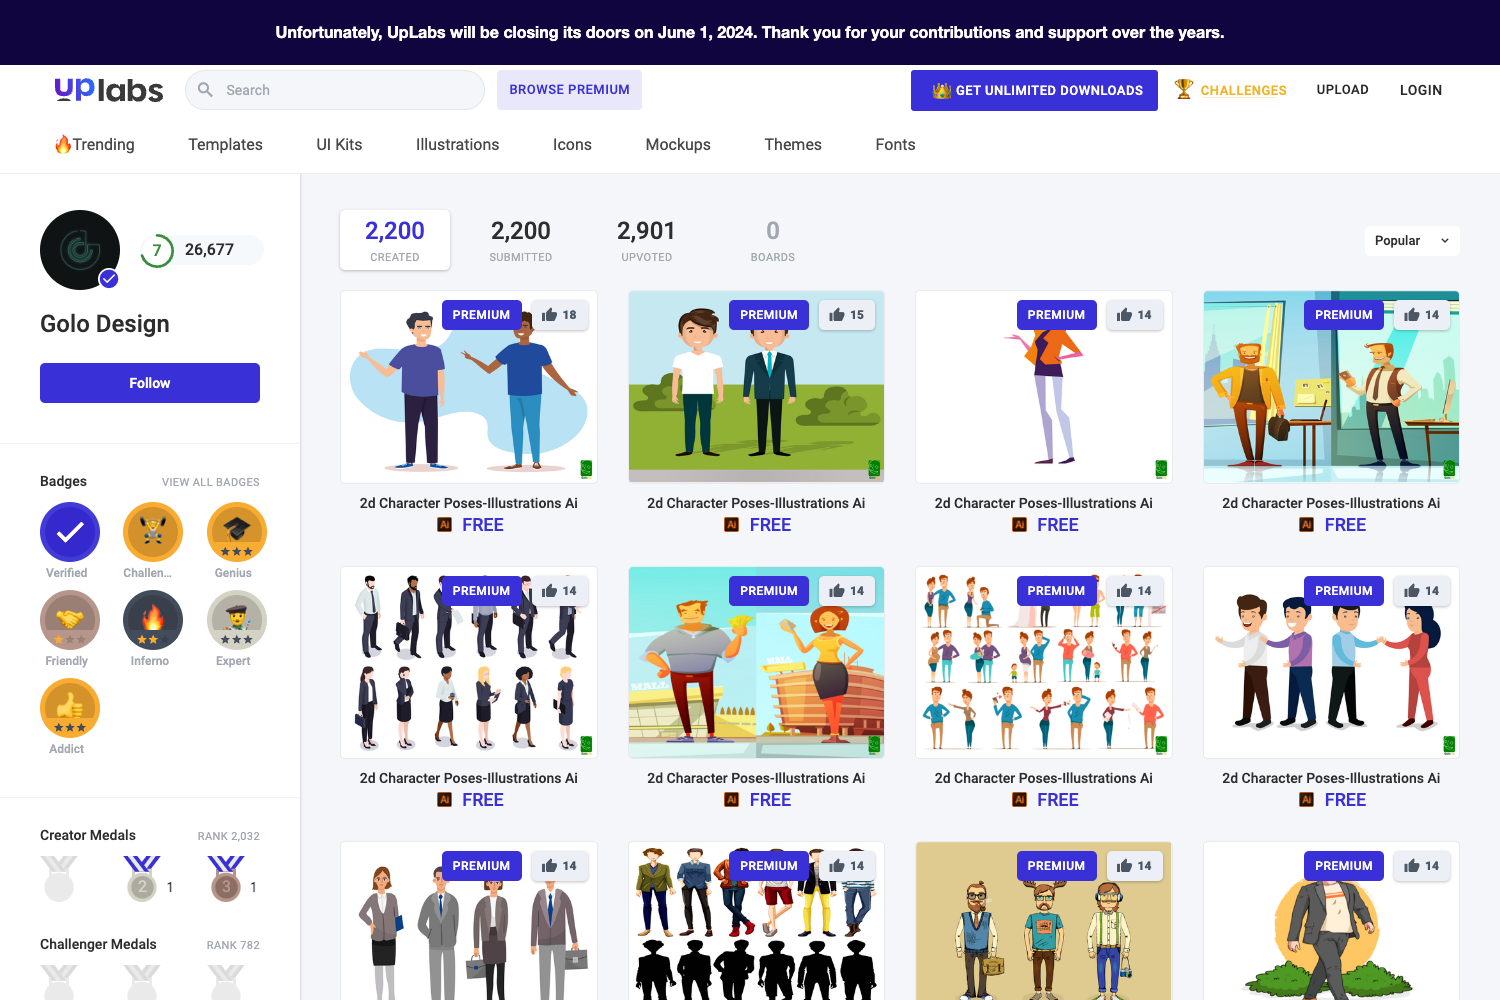 Unfortunately, UpLabs will be closing its doors on June 1, 2024. Thank you for your contributions and support over the years.
uplabs
Search
BROWSE PREMIUM
GET UNLIMITED DOWNLOADS
CHALLENGES
UPLOAD
LOGIN
Trending
Templates
UI Kits
Illustrations
Icons
Mockups
Themes
Fonts
7
26,677
Golo Design
Follow
Badges
VIEW ALL BADGES
Verified
Challen...
Genius
Friendly
Inferno
Expert
Addict
Creator Medals
RANK 2,032
2
1
3
1
Challenger Medals
RANK 782
2,200
CREATED
2,200
SUBMITTED
2,901
UPVOTED
0
BOARDS
Popular
PREMIUM
18
2d Character Poses-Illustrations Ai
Ai FREE
PREMIUM
15
2d Character Poses-Illustrations Ai
Ai FREE
PREMIUM
14
2d Character Poses-Illustrations Ai
Ai FREE
PREMIUM
14
2d Character Poses-Illustrations Ai
Ai FREE
PREMIUM
14
2d Character Poses-Illustrations Ai
Ai FREE
MALL
MALL
PREMIUM
14
2d Character Poses-Illustrations Ai
Ai FREE
PREMIUM
14
2d Character Poses-Illustrations Ai
Ai FREE
PREMIUM
14
2d Character Poses-Illustrations Ai
Ai FREE
PREMIUM
14
PREMIUM
14
PREMIUM
14
PREMIUM
14